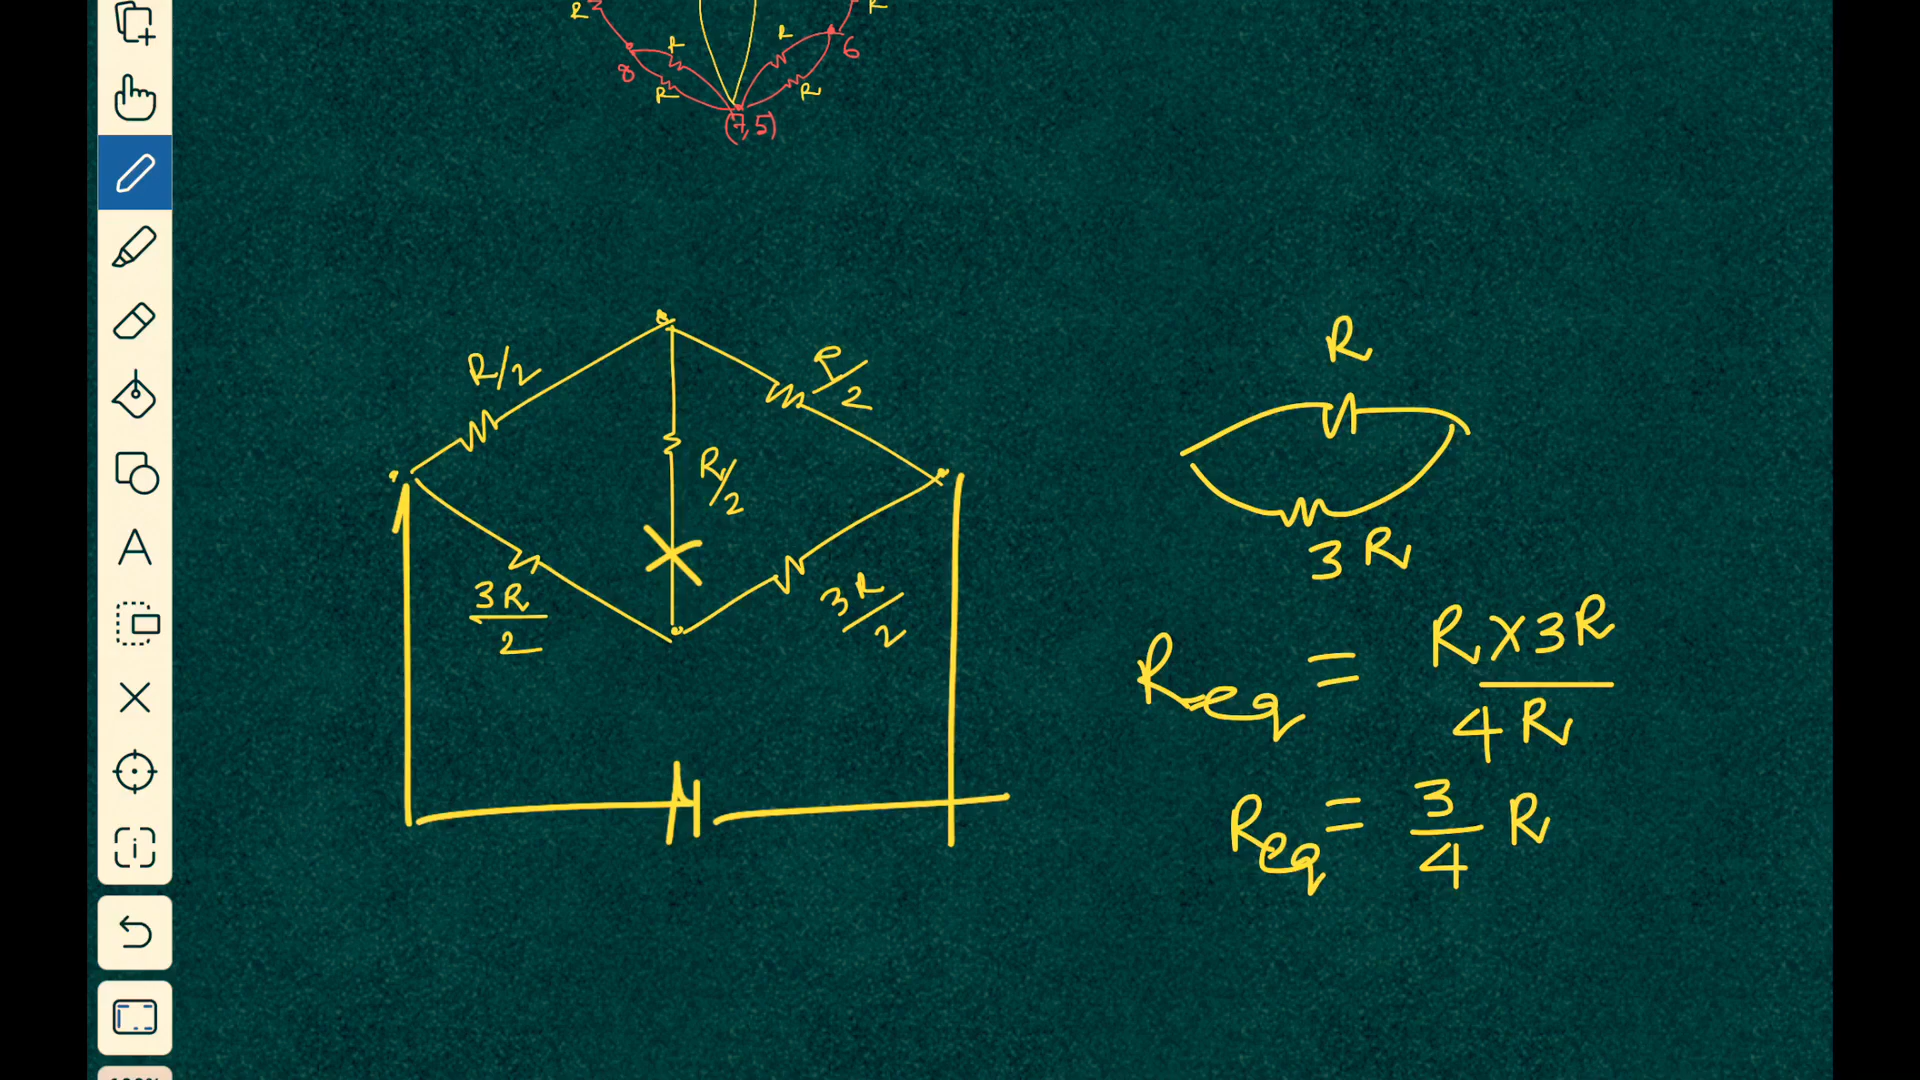 R R
R R
8 6
R R
(7,5)
R/2 R/2
R/2
3R/2 3R/2
R
3R
Req = R×3R/4R
Req = 3/4 R
A
i